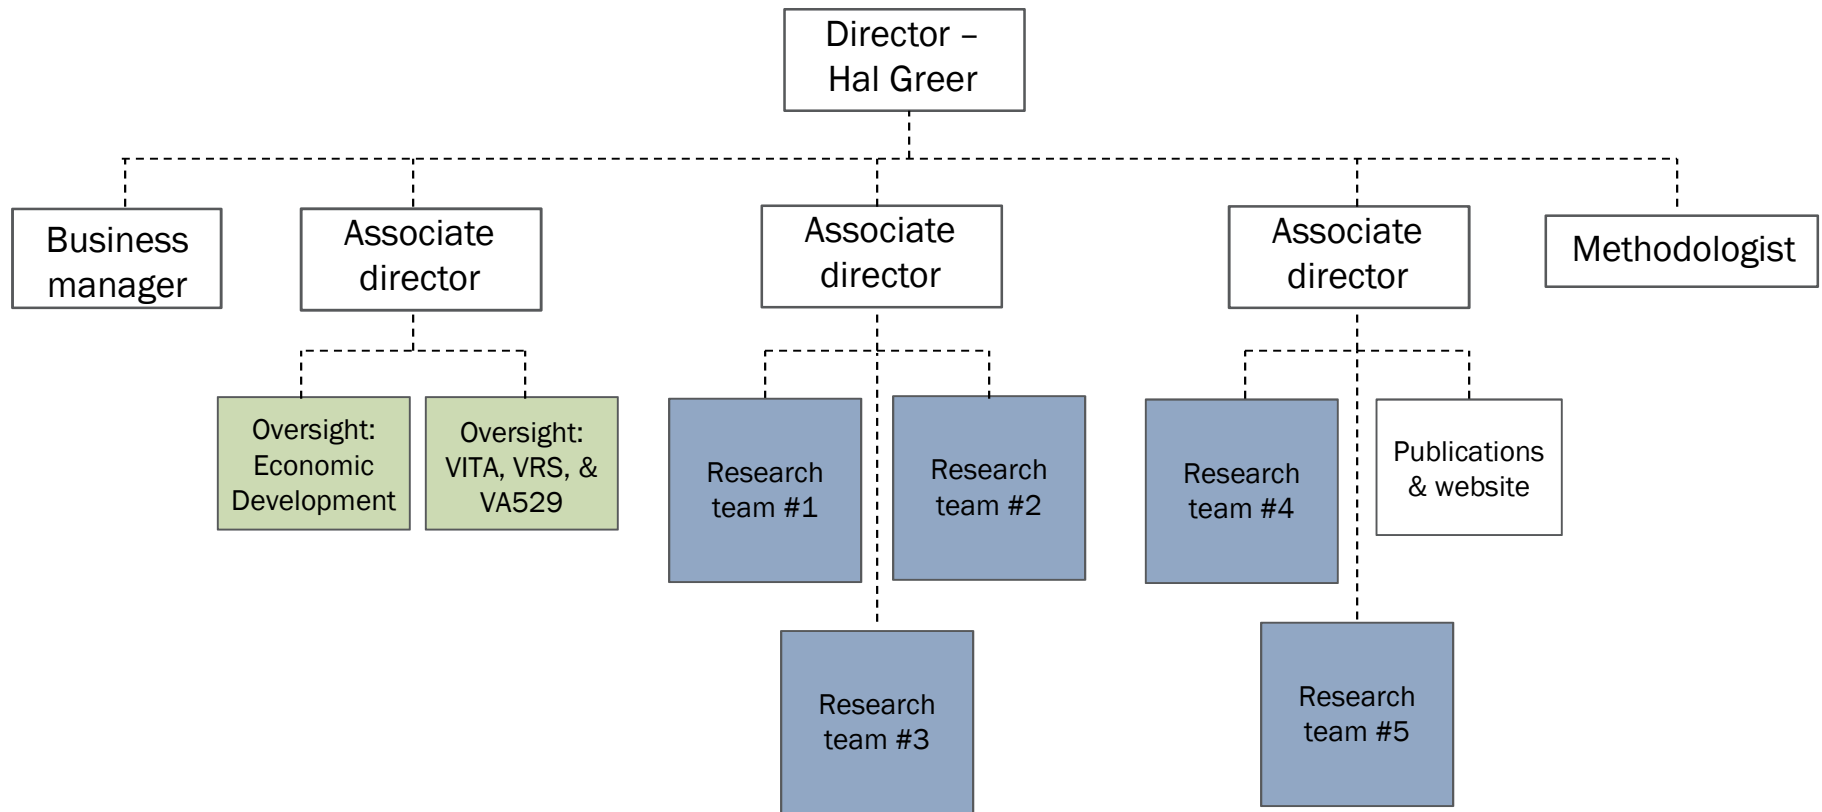 Director –
Hal Greer
Business
manager
Associate
director
Associate
director
Associate
director
Methodologist
Oversight:
Economic
Development
Oversight:
VITA, VRS, &
VA529
Research
team #1
Research
team #2
Research
team #4
Publications
& website
Research
team #3
Research
team #5